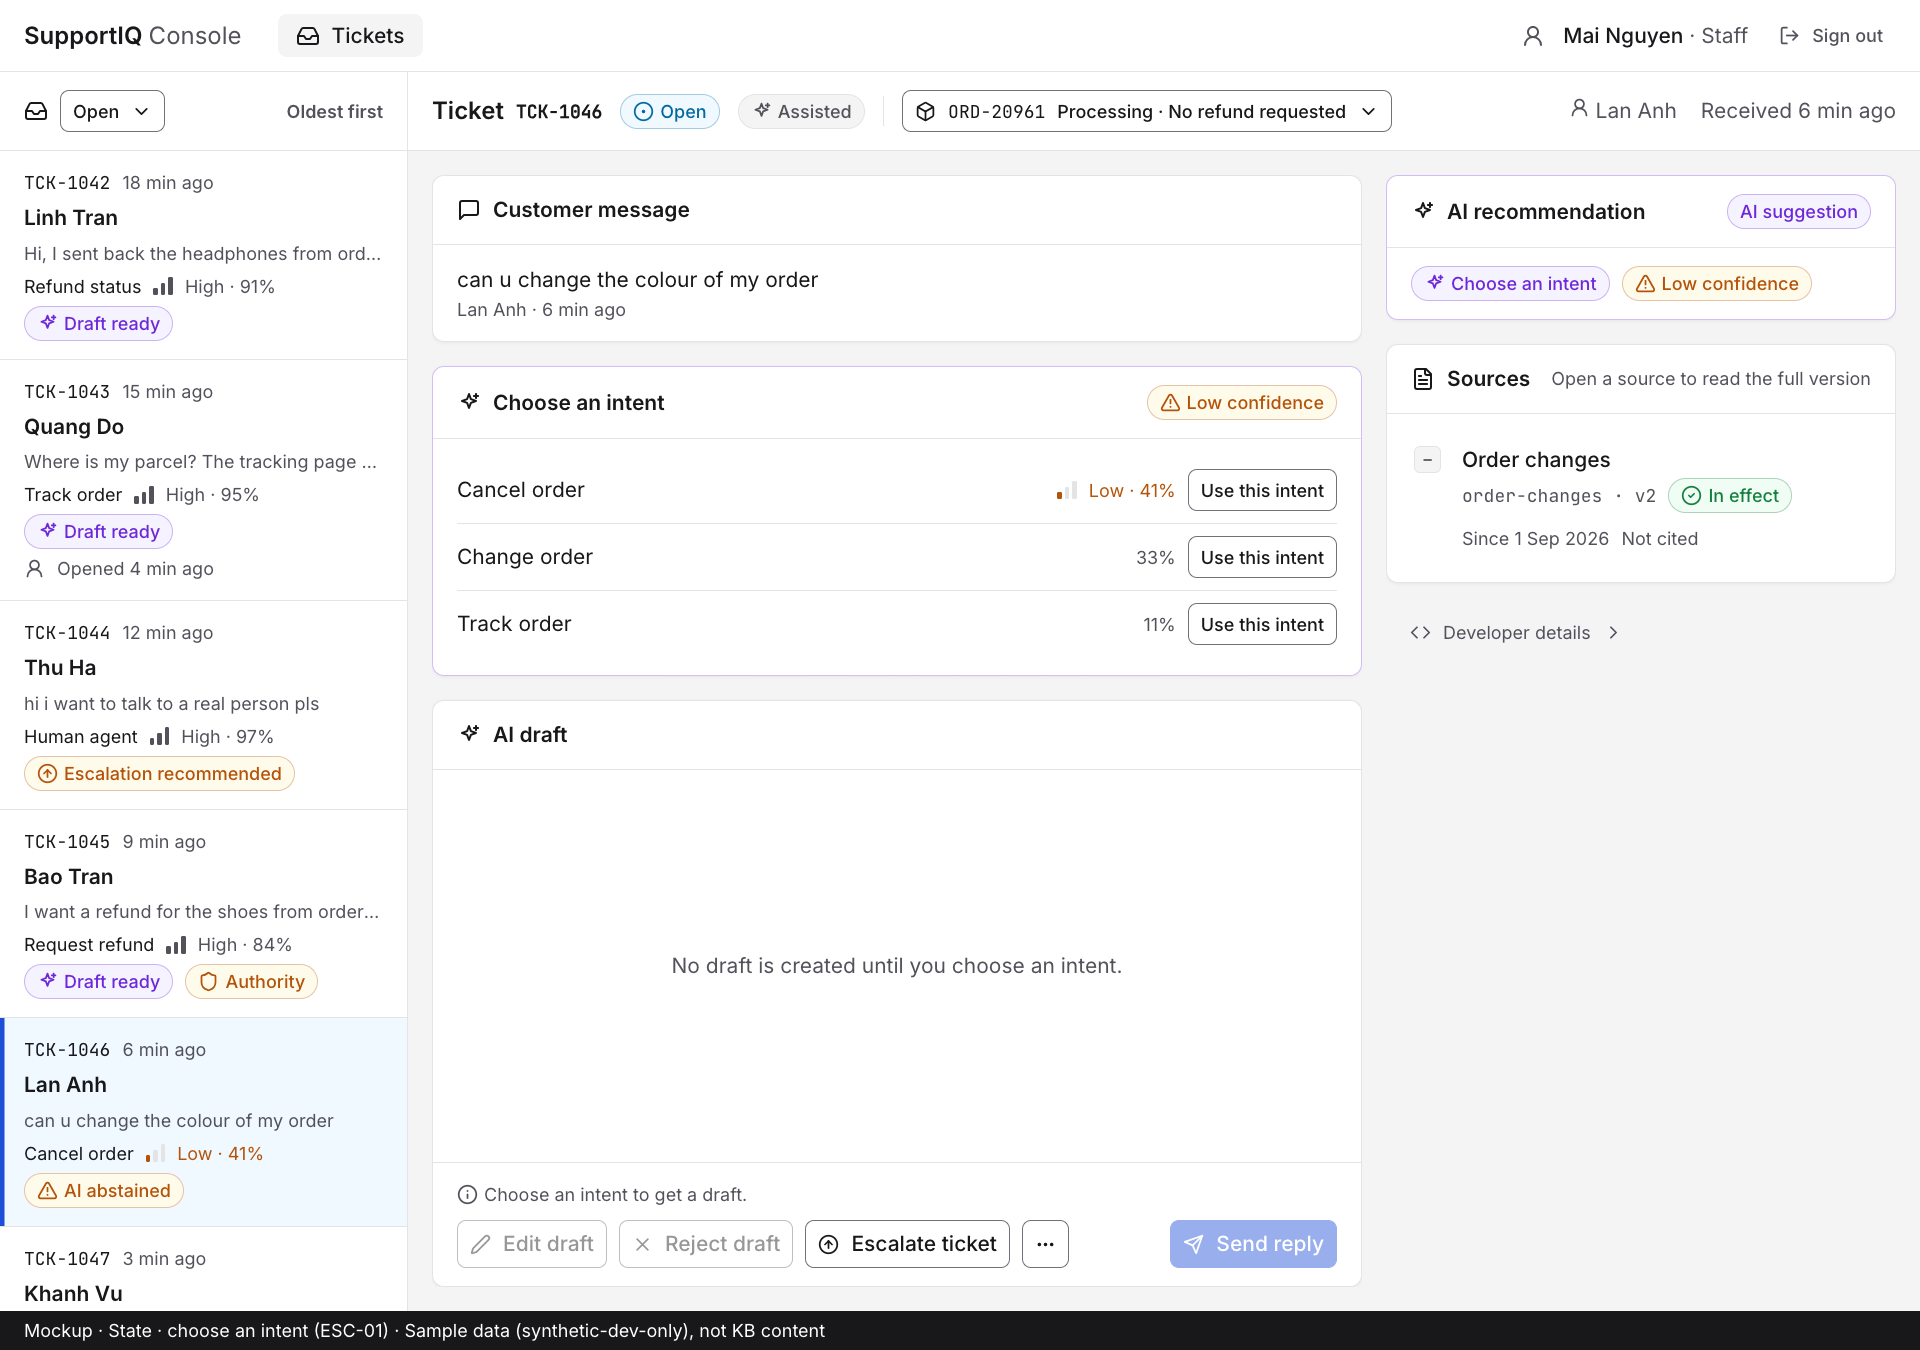 SupportIQ Console
Tickets
Mai Nguyen · Staff
Sign out
Open
Oldest first
TCK-1042 18 min ago
Linh Tran
Hi, I sent back the headphones from ord...
Refund status High · 91%
Draft ready
TCK-1043 15 min ago
Quang Do
Where is my parcel? The tracking page ...
Track order High · 95%
Draft ready
Opened 4 min ago
TCK-1044 12 min ago
Thu Ha
hi i want to talk to a real person pls
Human agent High · 97%
Escalation recommended
TCK-1045 9 min ago
Bao Tran
I want a refund for the shoes from order...
Request refund High · 84%
Draft ready Authority
TCK-1046 6 min ago
Lan Anh
can u change the colour of my order
Cancel order Low · 41%
AI abstained
TCK-1047 3 min ago
Khanh Vu
Ticket TCK-1046 Open Assisted ORD-20961 Processing · No refund requested Lan Anh Received 6 min ago
Customer message
can u change the colour of my order
Lan Anh · 6 min ago
Choose an intent Low confidence
Cancel order Low · 41% Use this intent
Change order 33% Use this intent
Track order 11% Use this intent
AI draft
No draft is created until you choose an intent.
Choose an intent to get a draft.
Edit draft Reject draft Escalate ticket ... Send reply
AI recommendation AI suggestion
Choose an intent Low confidence
Sources Open a source to read the full version
– Order changes
order-changes · v2 In effect
Since 1 Sep 2026 Not cited
Developer details
Mockup · State · choose an intent (ESC-01) · Sample data (synthetic-dev-only), not KB content